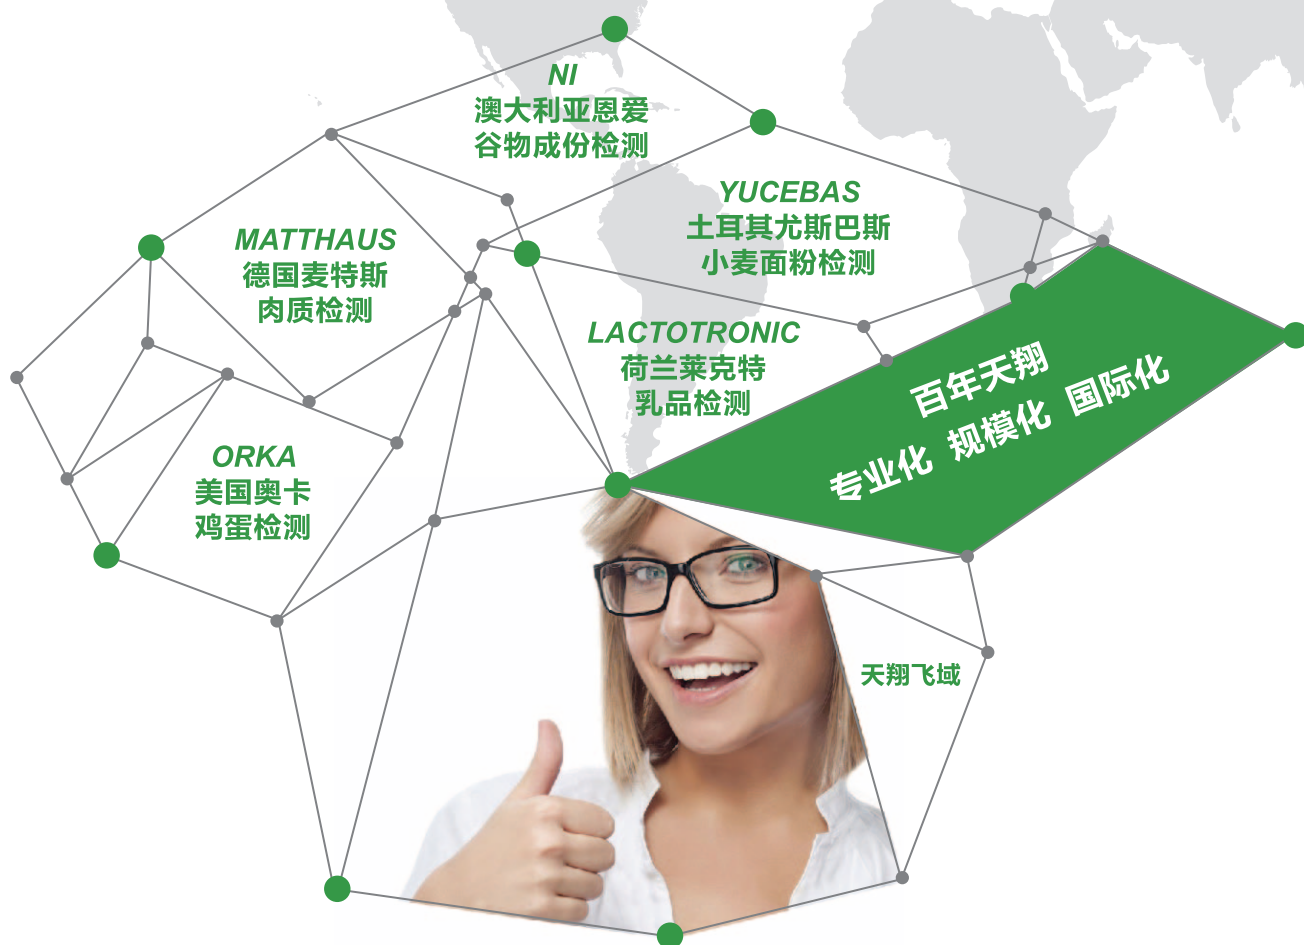 NI
澳大利亚恩爱
谷物成份检测
YUCEBAS
土耳其尤斯巴斯
小麦面粉检测
MATTHAUS
德国麦特斯
肉质检测
LACTOTRONIC
荷兰莱克特
乳品检测
百年天翔
专业化 规模化 国际化
ORKA
美国奥卡
鸡蛋检测
天翔飞域